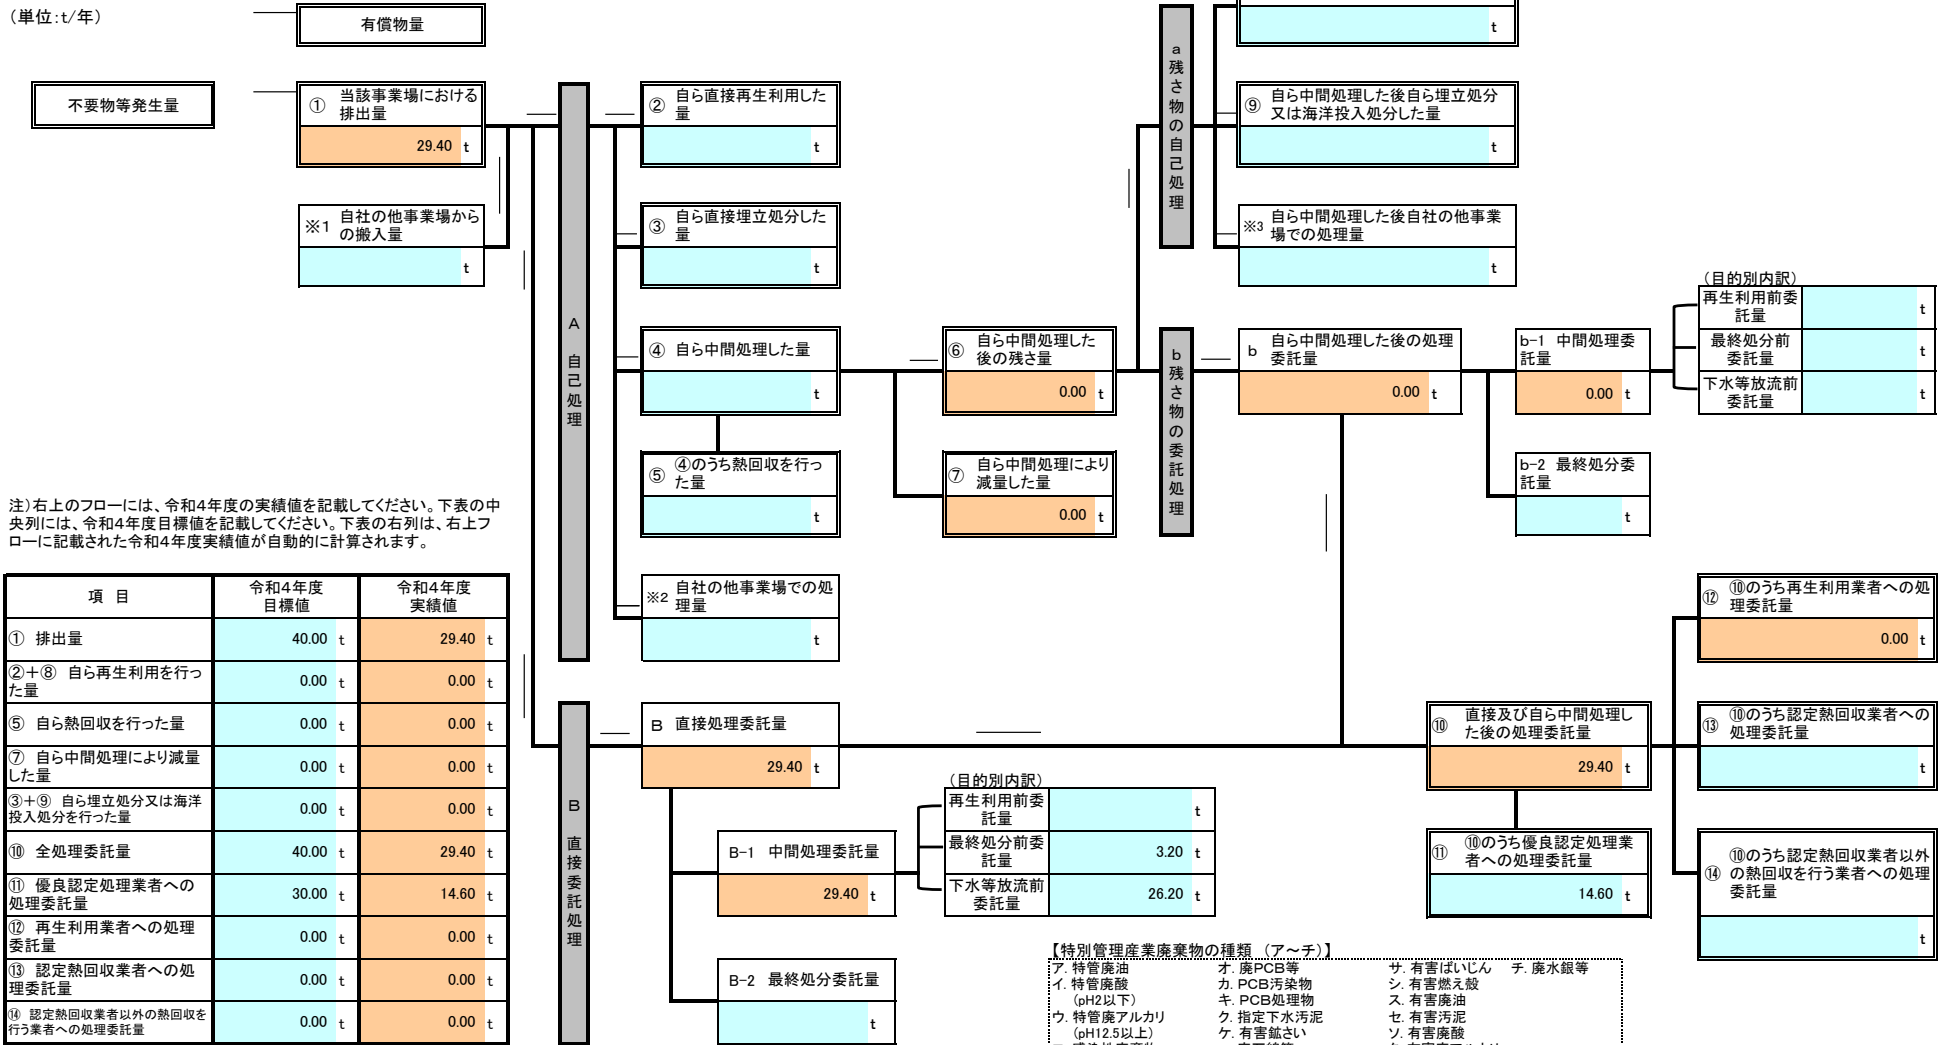 (単位:t/年)
有償物量
t
不要物等発生量
① 当該事業場における
排出量
29.40 t
※1 自社の他事業場から
の搬入量
t
A 自己処理
② 自ら直接再生利用した
量
t
③ 自ら直接埋立処分した
量
t
④ 自ら中間処理した量
t
⑤ ④のうち熱回収を行っ
た量
t
※2 自社の他事業場での処
理量
t
⑥ 自ら中間処理した
後の残さ量
0.00 t
⑦ 自ら中間処理により
減量した量
0.00 t
a 残さ物の自己処理
⑨ 自ら中間処理した後自ら埋立処分
又は海洋投入処分した量
t
※3 自ら中間処理した後自社の他事業
場での処理量
t
b 残さ物の委託処理
b 自ら中間処理した後の処理
委託量
0.00 t
b-1 中間処理委
託量
0.00 t
b-2 最終処分委
託量
t
(目的別内訳)
再生利用前委
託量
t
最終処分前
委託量
t
下水等放流前
委託量
t
注)右上のフローには、令和4年度の実績値を記載してください。下表の中
央列には、令和4年度目標値を記載してください。下表の右列は、右上フ
ローに記載された令和4年度実績値が自動的に計算されます。
項 目 令和4年度 目標値 令和4年度 実績値
① 排出量 40.00 t 29.40 t
②+⑧ 自ら再生利用を行っ
た量 0.00 t 0.00 t
⑤ 自ら熱回収を行った量 0.00 t 0.00 t
⑦ 自ら中間処理により減量
した量 0.00 t 0.00 t
③+⑨ 自ら埋立処分又は海洋
投入処分を行った量 0.00 t 0.00 t
⑩ 全処理委託量 40.00 t 29.40 t
⑪ 優良認定処理業者への
処理委託量 30.00 t 14.60 t
⑫ 再生利用業者への処理
委託量 0.00 t 0.00 t
⑬ 認定熱回収業者への処
理委託量 0.00 t 0.00 t
⑭ 認定熱回収業者以外の熱回収を
行う業者への処理委託量 0.00 t 0.00 t
B 直接委託処理
B 直接処理委託量
29.40 t
B-1 中間処理委託量
29.40 t
B-2 最終処分委託量
t
(目的別内訳)
再生利用前委
託量
t
最終処分前委
託量
3.20 t
下水等放流前
委託量
26.20 t
⑩ 直接及び自ら中間処理し
た後の処理委託量
29.40 t
⑪ ⑩のうち優良認定処理業
者への処理委託量
14.60 t
⑫ ⑩のうち再生利用業者への処
理委託量
0.00 t
⑬ ⑩のうち認定熱回収業者への
処理委託量
t
⑭ ⑩のうち認定熱回収業者以外
の熱回収を行う業者への処理
委託量
t
【特別管理産業廃棄物の種類 (ア~チ)】
ア. 特管廃油 オ. 廃PCB等 サ. 有害ばいじん チ. 廃水銀等
イ. 特管廃酸 カ. PCB汚染物 シ. 有害燃え殻
(pH2以下) キ. PCB処理物 ス. 有害廃油
ウ. 特管廃アルカリ ク. 指定下水汚泥 セ. 有害汚泥
(pH12.5以上) ケ. 有害鉱さい ソ. 有害廃酸